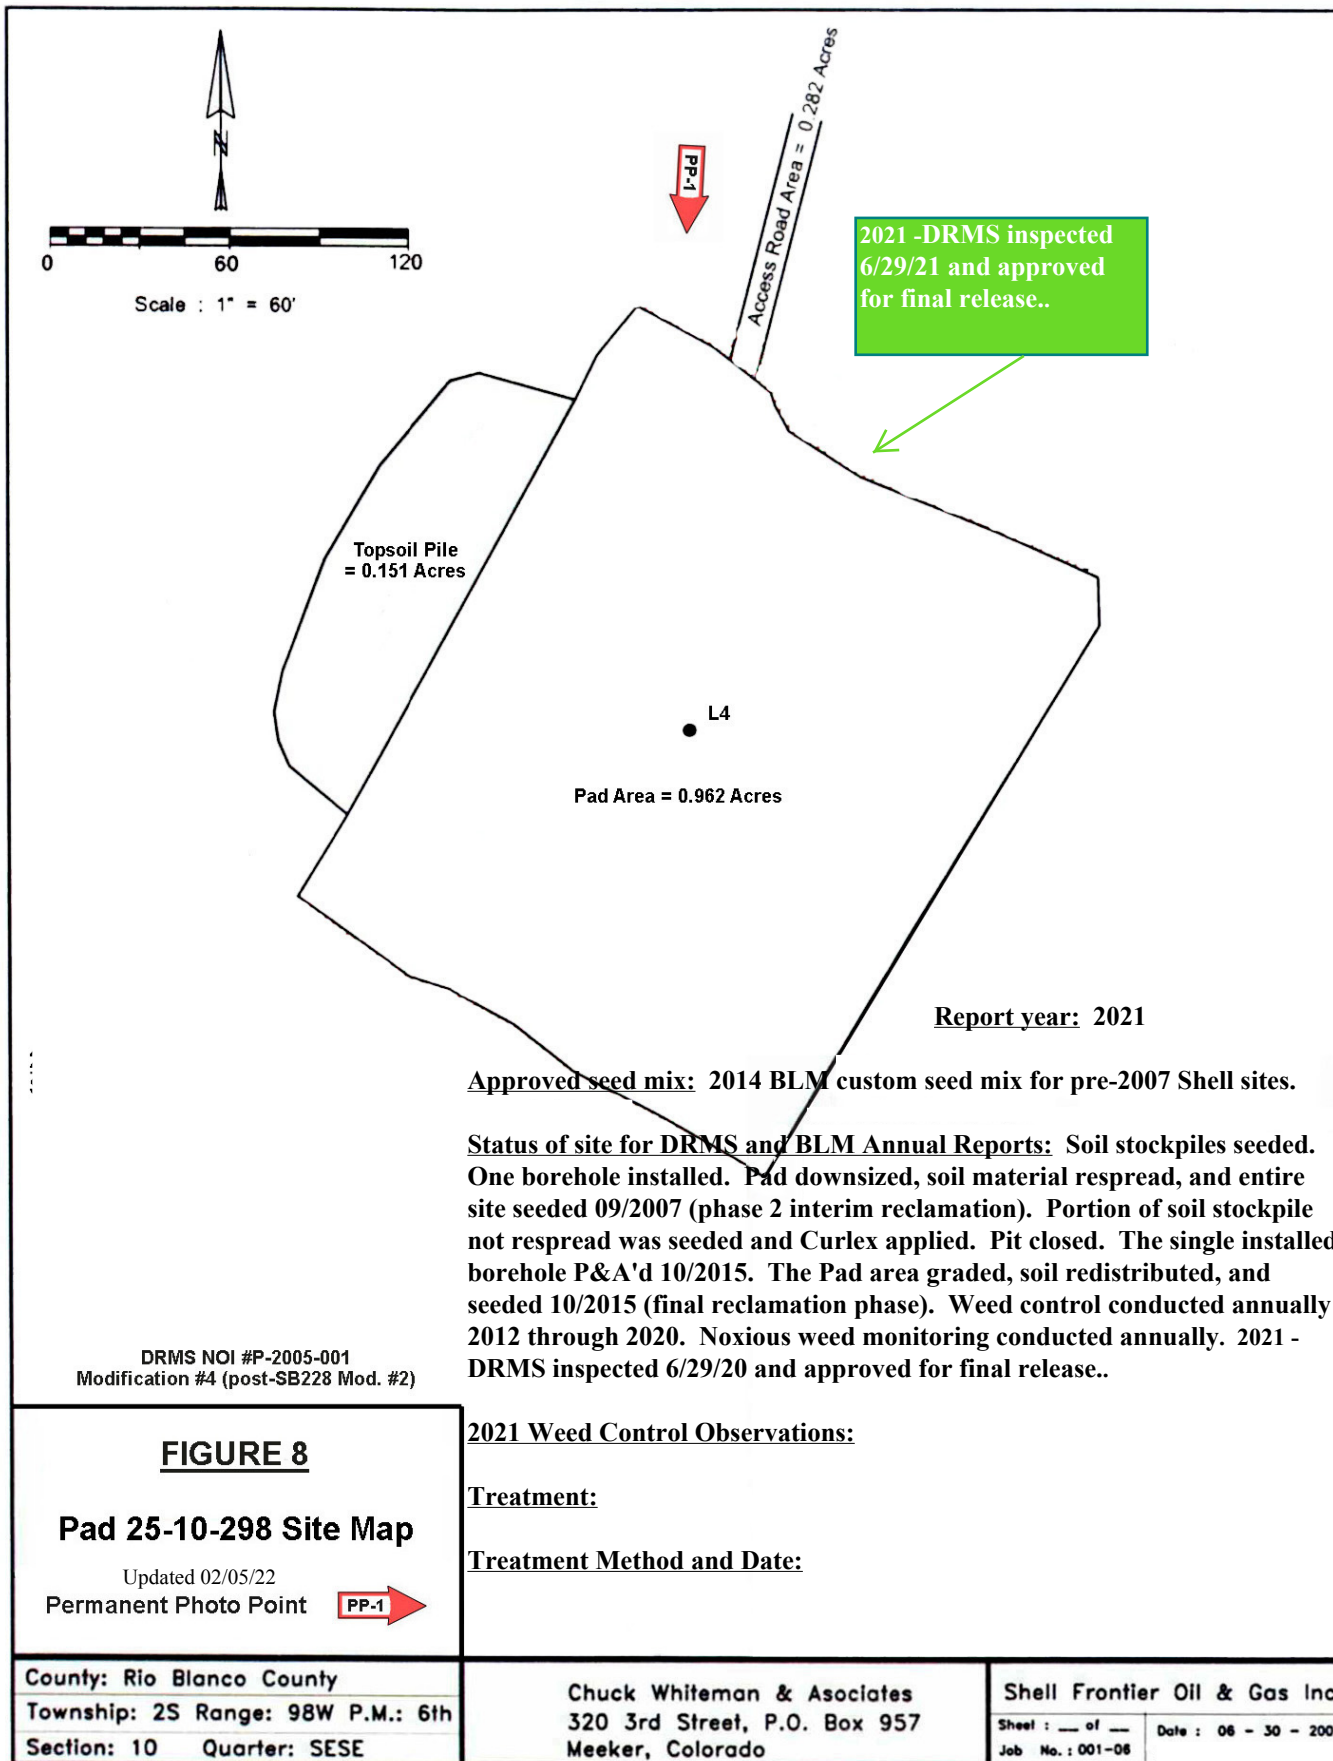 N
0 60 120
Scale : 1" = 60'
PP-1
Access Road Area = 0.282 Acres
2021 -DRMS inspected
6/29/21 and approved
for final release..
Topsoil Pile
= 0.151 Acres
L4
Pad Area = 0.962 Acres
Report year: 2021
Approved seed mix: 2014 BLM custom seed mix for pre-2007 Shell sites.
Status of site for DRMS and BLM Annual Reports: Soil stockpiles seeded.
One borehole installed. Pad downsized, soil material respread, and entire
site seeded 09/2007 (phase 2 interim reclamation). Portion of soil stockpile
not respread was seeded and Curlex applied. Pit closed. The single installed
borehole P&A'd 10/2015. The Pad area graded, soil redistributed, and
seeded 10/2015 (final reclamation phase). Weed control conducted annually
2012 through 2020. Noxious weed monitoring conducted annually. 2021 -
DRMS inspected 6/29/20 and approved for final release..
2021 Weed Control Observations:
Treatment:
Treatment Method and Date:
DRMS NOI #P-2005-001
Modification #4 (post-SB228 Mod. #2)
FIGURE 8
Pad 25-10-298 Site Map
Updated 02/05/22
Permanent Photo Point PP-1
County: Rio Blanco County
Township: 2S Range: 98W P.M.: 6th
Section: 10 Quarter: SESE
Chuck Whiteman & Asociates
320 3rd Street, P.O. Box 957
Meeker, Colorado
Shell Frontier Oil & Gas Inc
Sheet : __ of __
Job No. : 001-06
Date : 06 - 30 - 200